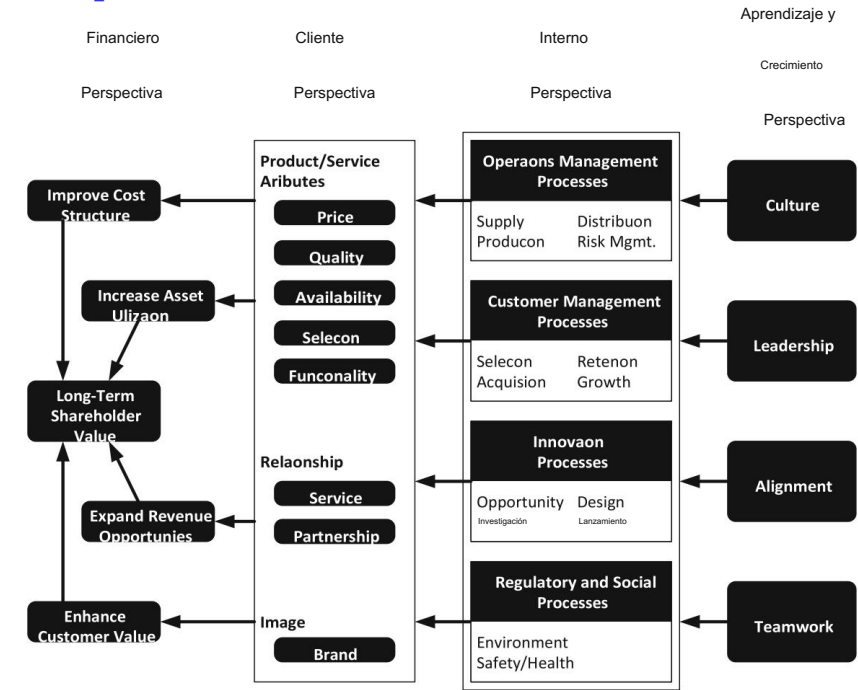 Financiero
Perspectiva
Cliente
Perspectiva
Interno
Perspectiva
Aprendizaje y
Crecimiento
Perspectiva
Improve Cost
Structure
Increase Asset
Ulizaon
Long-Term
Shareholder
Value
Expand Revenue
Opportunies
Enhance
Customer Value
Product/Service
Aributes
Price
Quality
Availability
Selecon
Funconality
Relaonship
Service
Partnership
Image
Brand
Operaons Management
Processes
Supply Distribuon
Producon Risk Mgmt.
Customer Management
Processes
Selecon Retenon
Acquision Growth
Innovaon
Processes
Opportunity Design
Investigación Lanzamiento
Regulatory and Social
Processes
Environment
Safety/Health
Culture
Leadership
Alignment
Teamwork